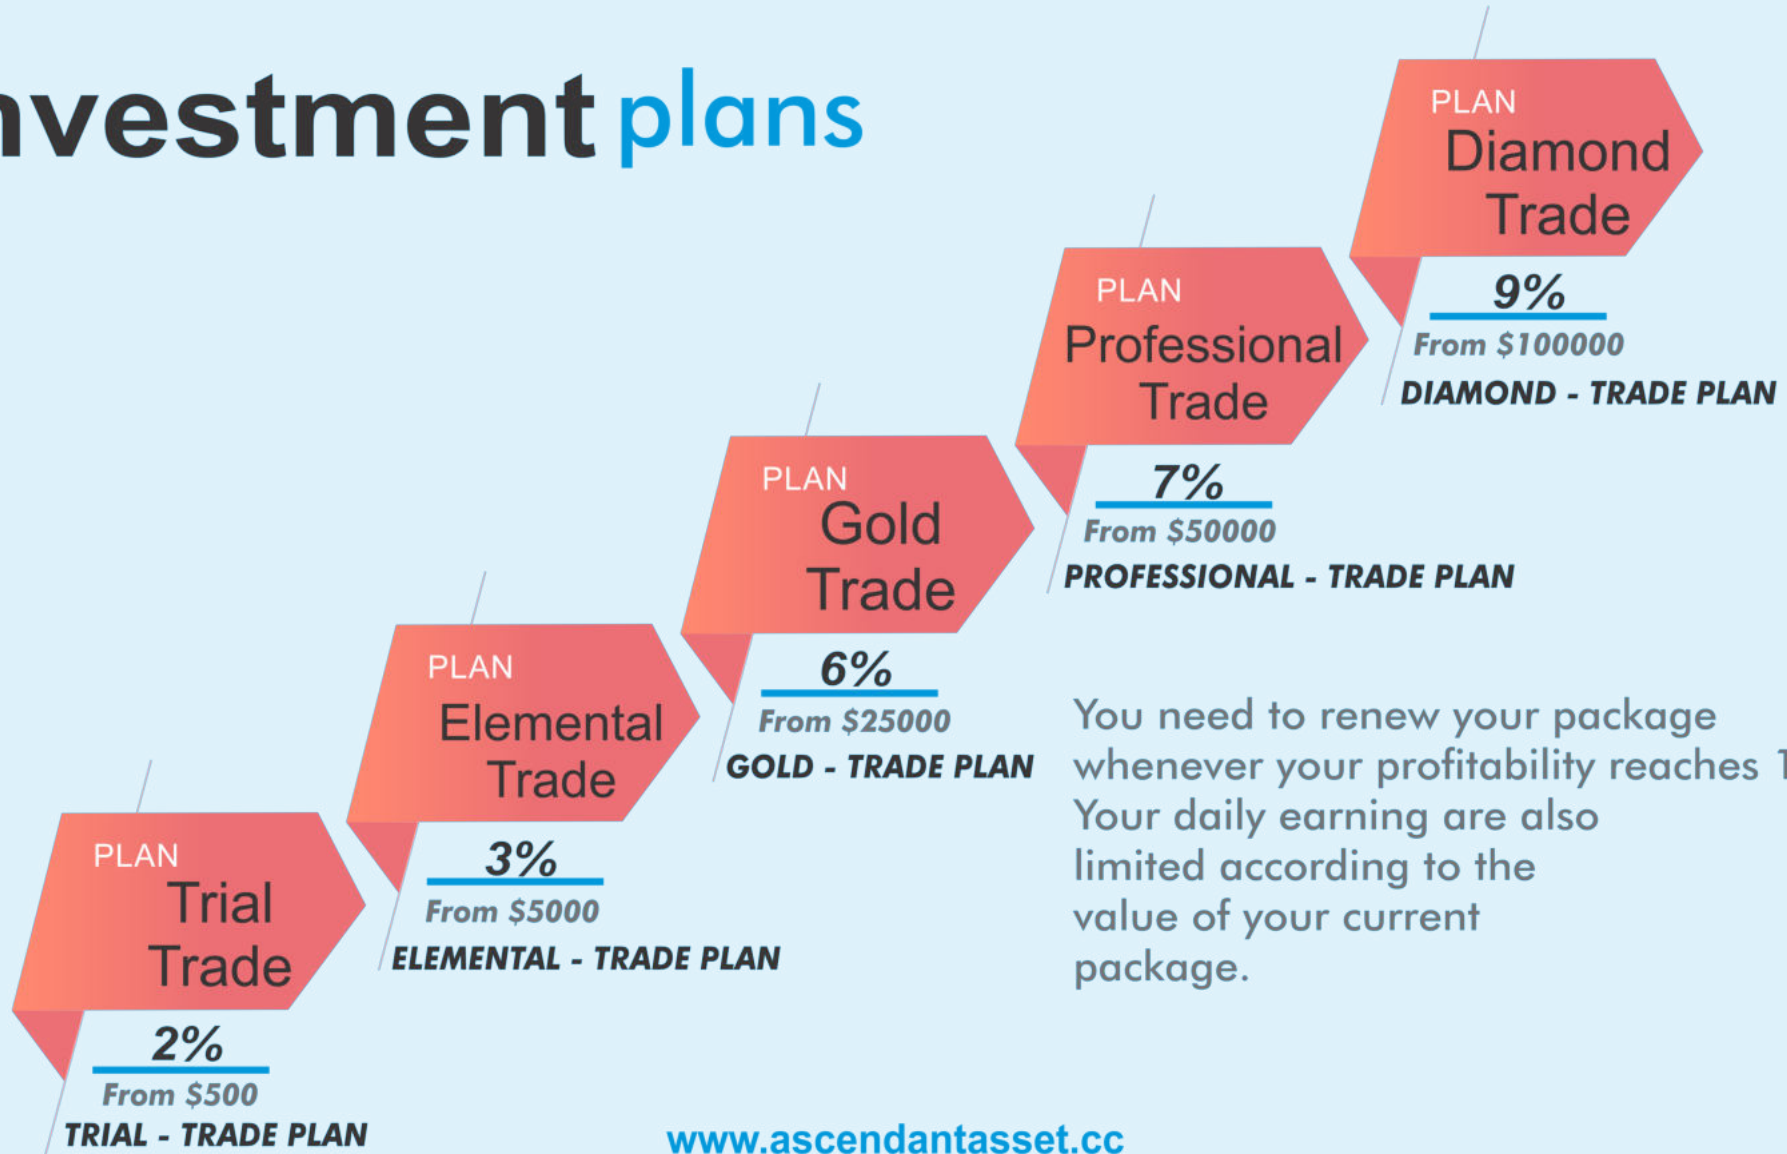 nvestment plans
PLAN
Diamond
Trade
9%
From $100000
DIAMOND - TRADE PLAN
PLAN
Professional
Trade
7%
From $50000
PROFESSIONAL - TRADE PLAN
PLAN
Gold
Trade
6%
From $25000
GOLD - TRADE PLAN
PLAN
Elemental
Trade
3%
From $5000
ELEMENTAL - TRADE PLAN
PLAN
Trial
Trade
2%
From $500
TRIAL - TRADE PLAN
You need to renew your package
whenever your profitability reaches
Your daily earning are also
limited according to the
value of your current
package.
www.ascendantasset.cc